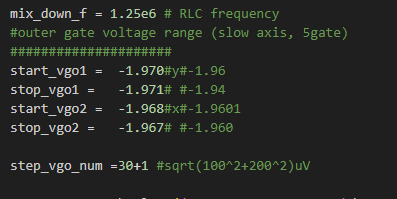 mix_down_f = 1.25e6 # RLC frequency
#outer gate voltage range (slow axis, 5gate)
######################
start_vgo1 =  -1.970#y#-1.96
stop_vgo1 =   -1.971# #-1.94
start_vgo2 =  -1.968#x#-1.9601
stop_vgo2 =   -1.967# #-1.960
step_vgo_num =30+1 #sqrt(100^2+200^2)uV